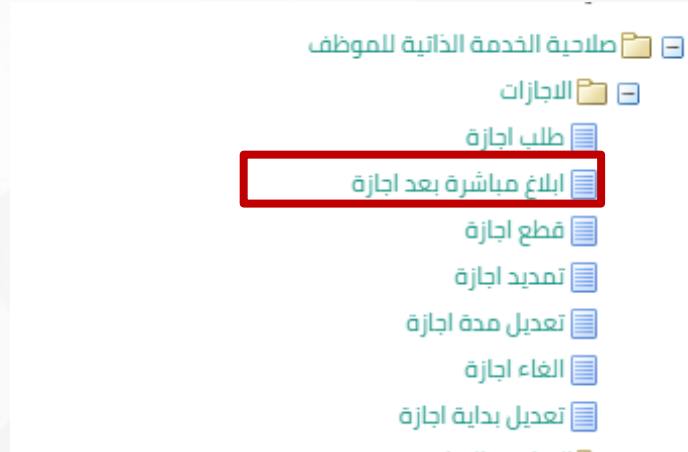 صلاحية الخدمة الذاتية للموظف
الاجازات
طلب اجازة
ابلاغ مباشرة بعد اجازة
قطع اجازة
تمديد اجازة
تعديل مدة اجازة
الغاء اجازة
تعديل بداية اجازة